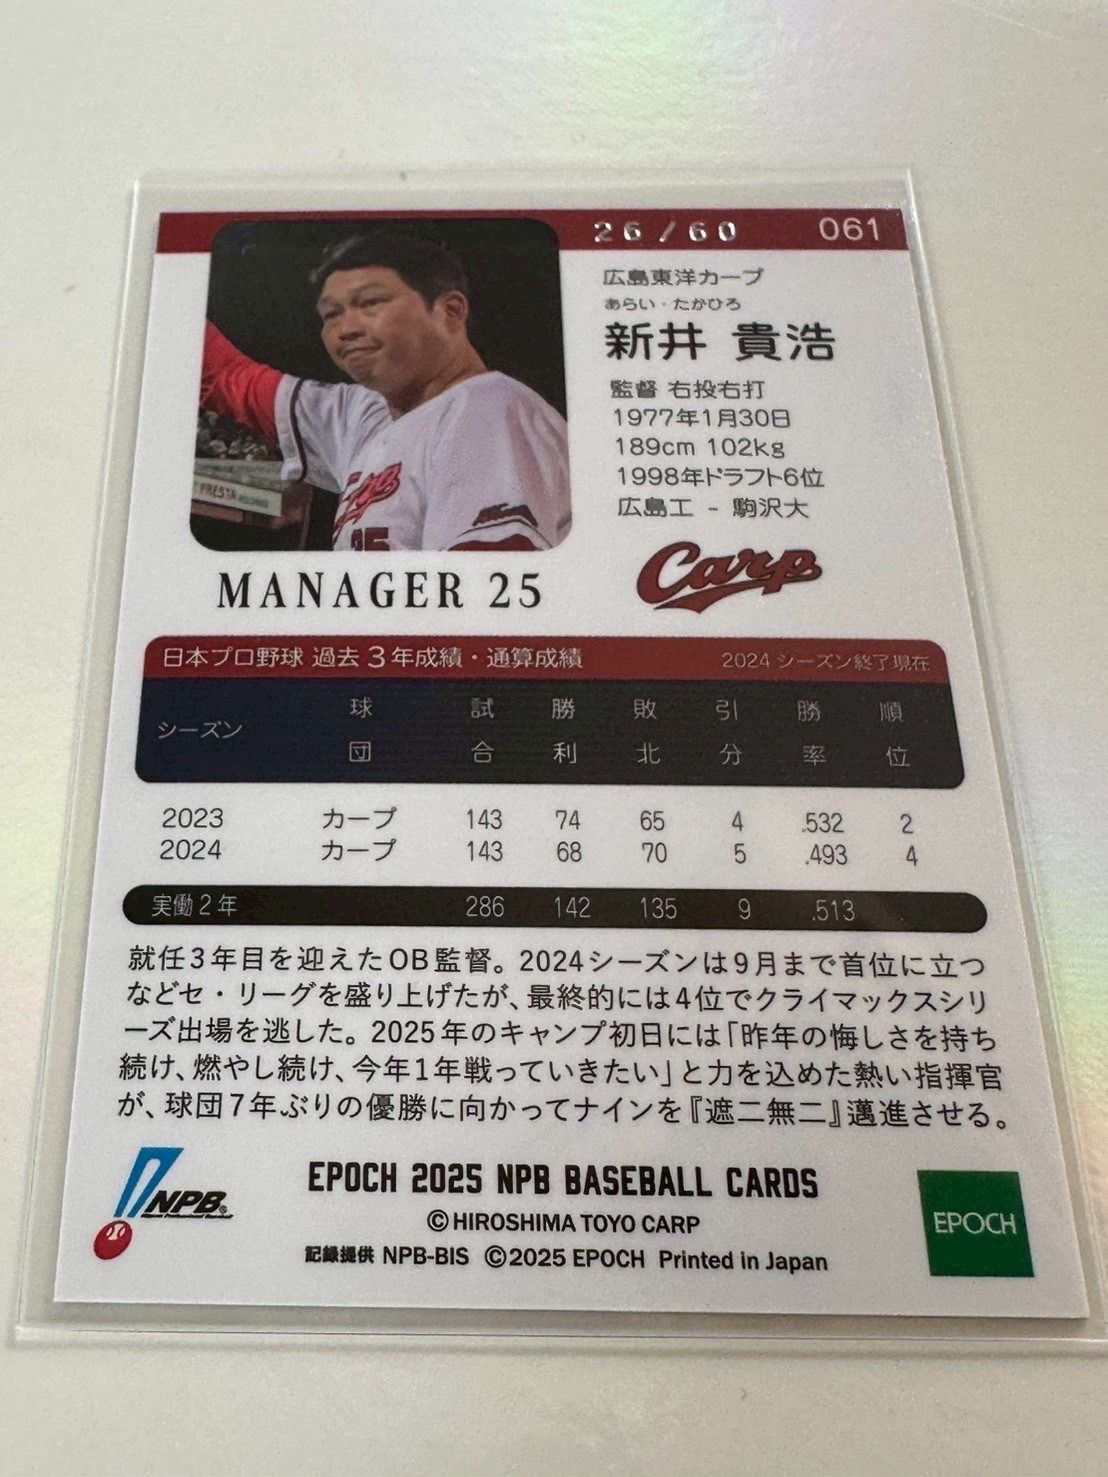 26/60 061
広島東洋カープ
あらい・たかひろ
新井 貴浩
監督 右投右打
1977年1月30日
189cm 102kg
1998年ドラフト6位
広島工 - 駒沢大
PRESTA
Carp
25
MANAGER 25
Carp
日本プロ野球 過去3年成績・通算成績 2024 シーズン終了現在
シーズン 球団 試合 勝利 敗北 引分 勝率 順位
2023 カープ 143 74 65 4 .532 2
2024 カープ 143 68 70 5 .493 4
実働2年 286 142 135 9 .513
就任3年目を迎えたOB監督。2024シーズンは9月まで首位に立つ
などセ・リーグを盛り上げたが、最終的には4位でクライマックスシリ
ーズ出場を逃した。2025年のキャンプ初日には「昨年の悔しさを持ち
続け、燃やし続け、今年1年戦っていきたい」と力を込めた熱い指揮官
が、球団7年ぶりの優勝に向かってナインを『遮二無二』邁進させる。
NPB®
EPOCH 2025 NPB BASEBALL CARDS
©HIROSHIMA TOYO CARP
記録提供 NPB-BIS ©2025 EPOCH Printed in Japan
EPOCH